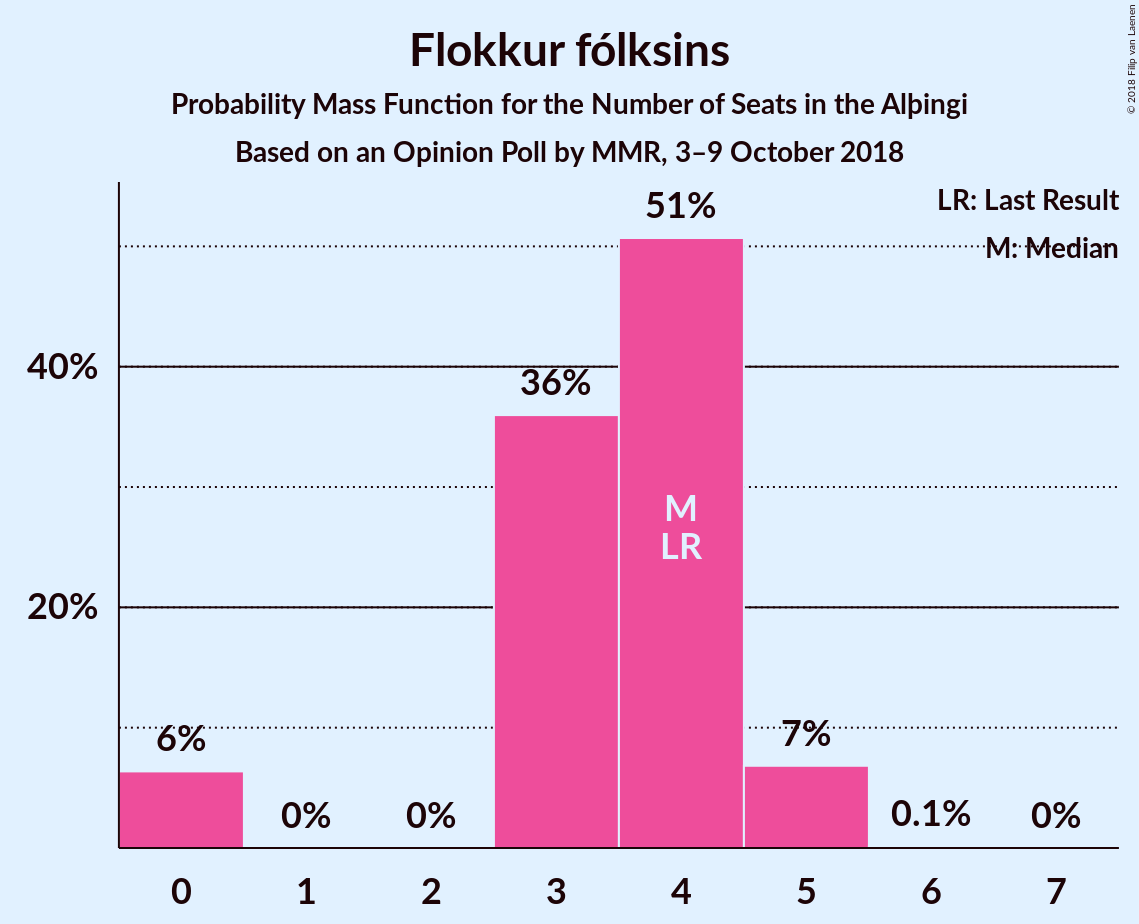 Flokkur fólksins
Probability Mass Function for the Number of Seats in the Alþingi
Based on an Opinion Poll by MMR, 3–9 October 2018
© 2018 Filip van Laenen
LR: Last Result
M: Median
51%
40%
36%
M
LR
20%
6%
0%
0%
7%
0.1%
0%
0 1 2 3 4 5 6 7